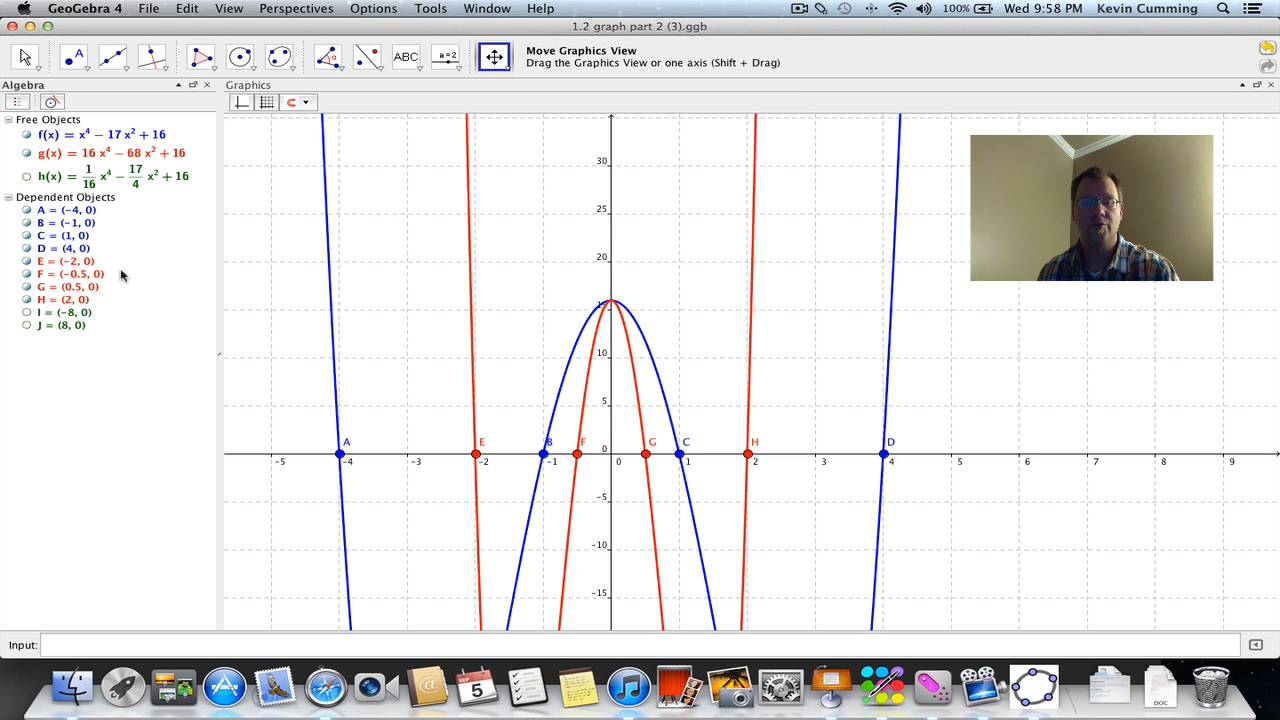 GeoGebra 4 File Edit View Perspectives Options Tools Window Help 100% Wed 9:58 PM Kevin Cumming
1.2 graph part 2 (3).ggb
A ABC a=2 Move Graphics View
Drag the Graphics View or one axis (Shift + Drag)
Algebra Graphics
Free Objects
f(x) = x⁴ − 17 x² + 16
g(x) = 16 x⁴ − 68 x² + 16
h(x) = 1/16 x⁴ − 17/4 x² + 16
Dependent Objects
A = (−4, 0)
B = (−1, 0)
C = (1, 0)
D = (4, 0)
E = (−2, 0)
F = (−0.5, 0)
G = (0.5, 0)
H = (2, 0)
I = (−8, 0)
J = (8, 0)
30
25
20
10
5
0
A E B F G C H D
−5 −4 −3 −2 −1 0 1 2 3 4 5 6 7 8 9
−5
−10
−15
Input:
SEP
5
DOC